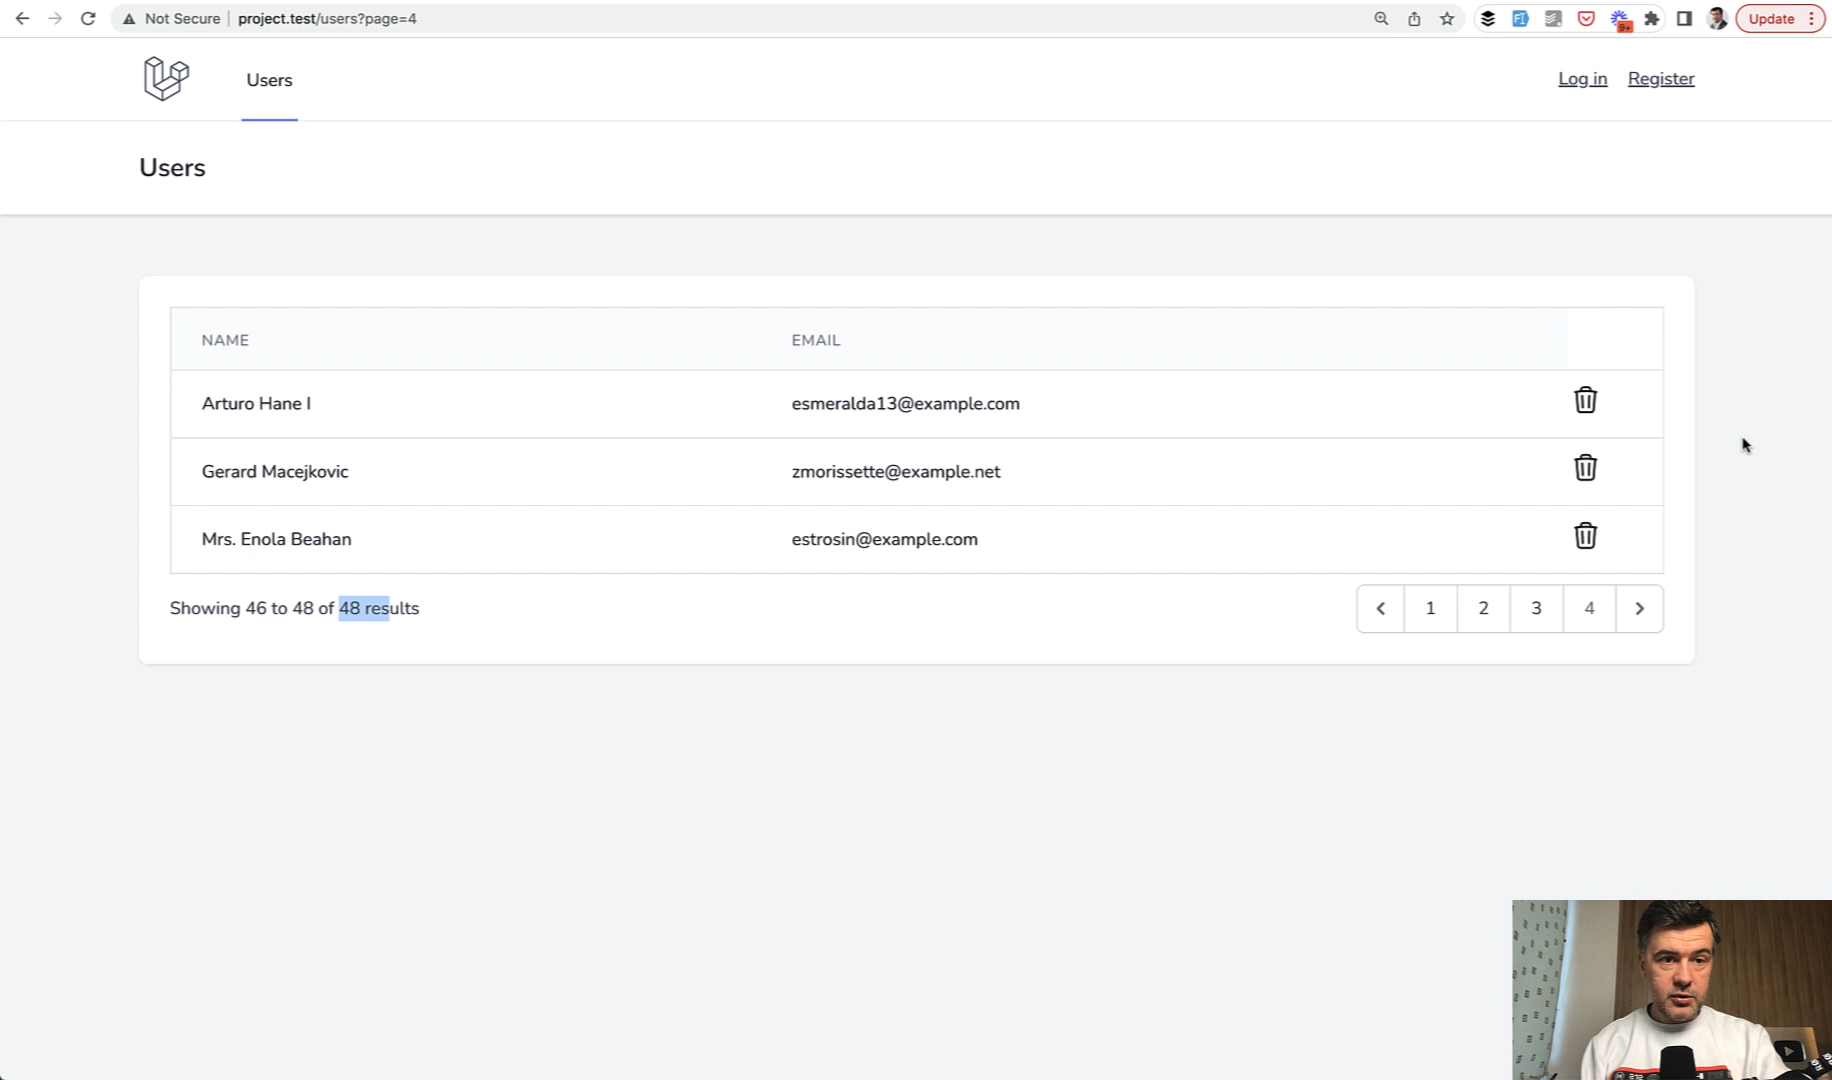 Not Secure project.test/users?page=4
9+
Update
Users
Log in Register
Users
NAME EMAIL
Arturo Hane I esmeralda13@example.com
Gerard Macejkovic zmorissette@example.net
Mrs. Enola Beahan estrosin@example.com
Showing 46 to 48 of 48 results
1 2 3 4